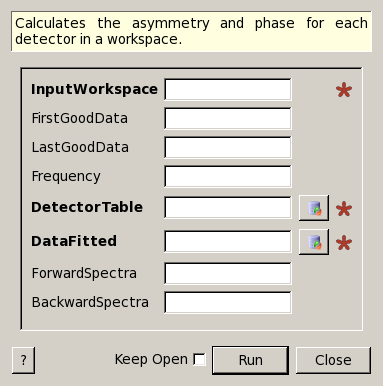 Calculates the asymmetry and phase for each
detector in a workspace.
InputWorkspace
FirstGoodData
LastGoodData
Frequency
DetectorTable
DataFitted
ForwardSpectra
BackwardSpectra
? Keep Open Run Close